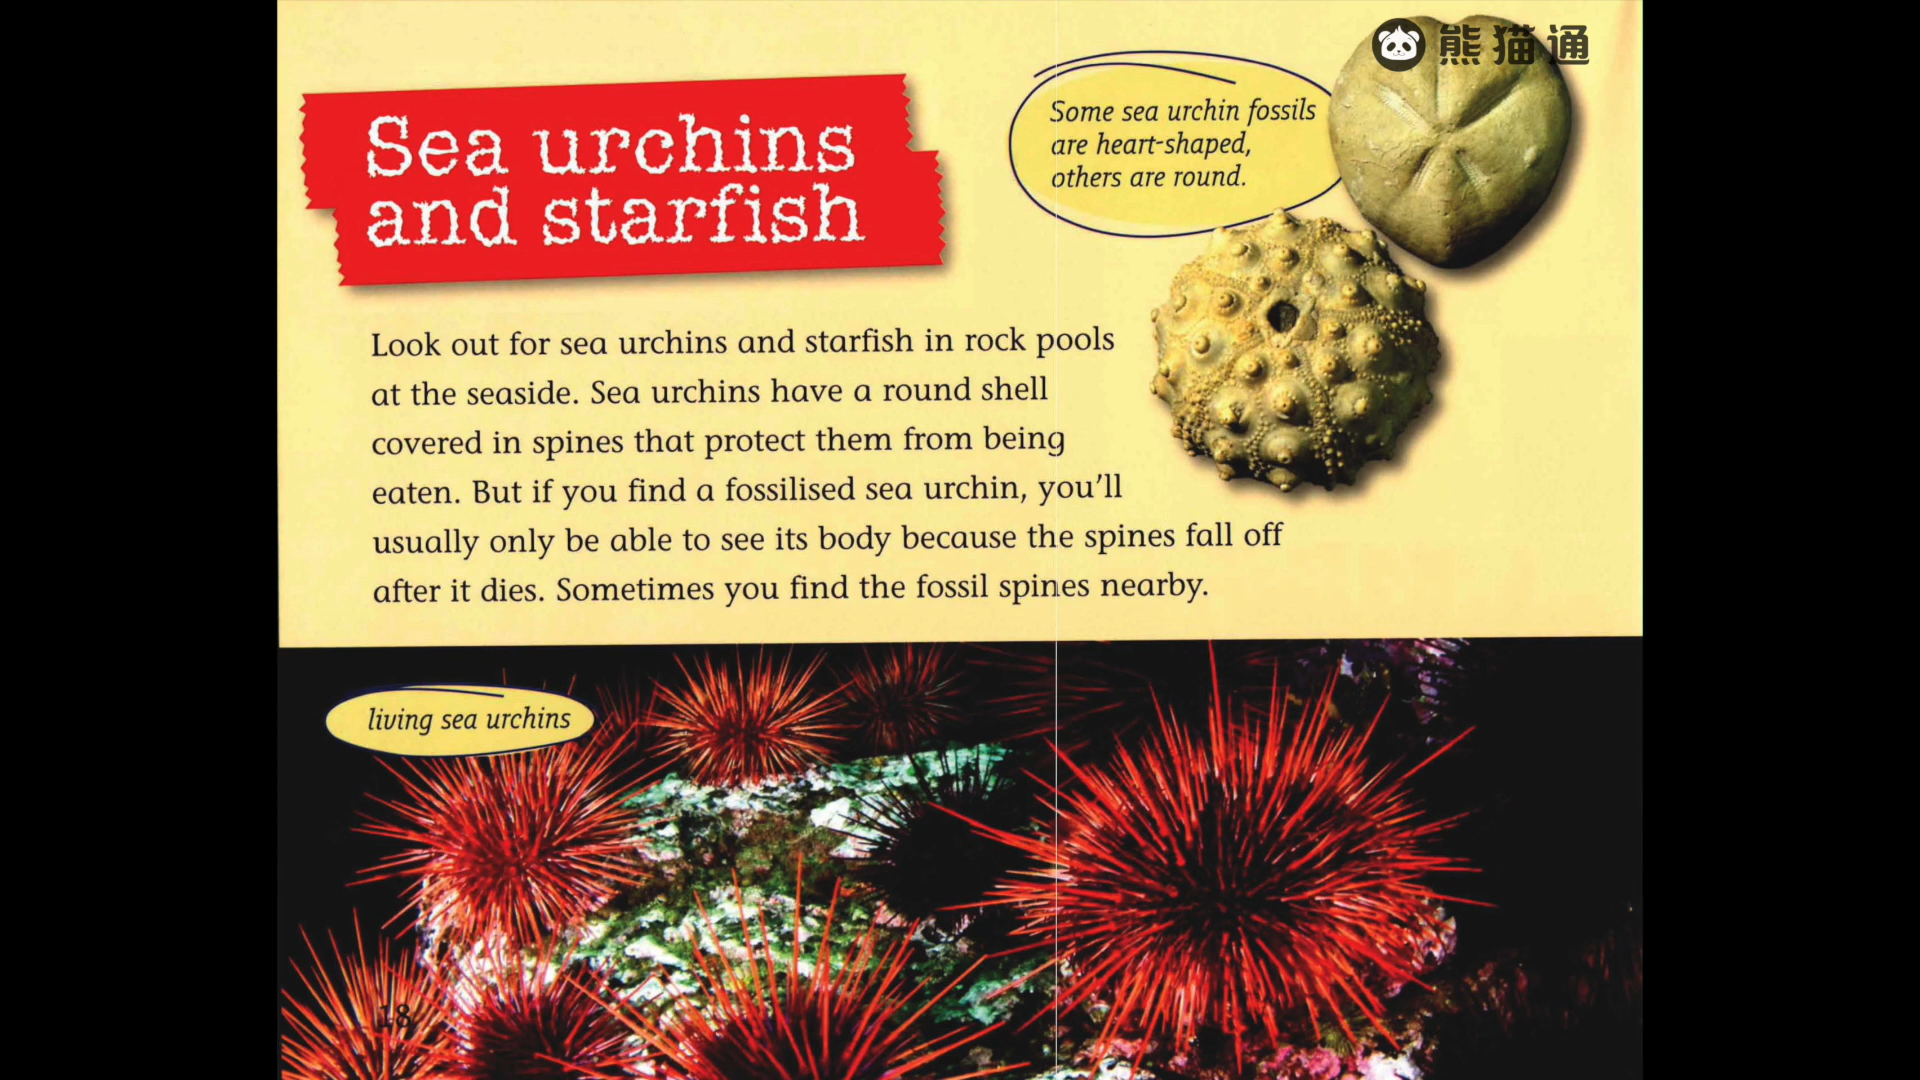 熊猫通
Sea urchins
and starfish
Some sea urchin fossils
are heart-shaped,
others are round.
Look out for sea urchins and starfish in rock pools
at the seaside. Sea urchins have a round shell
covered in spines that protect them from being
eaten. But if you find a fossilised sea urchin, you’ll
usually only be able to see its body because the spines fall off
after it dies. Sometimes you find the fossil spines nearby.
living sea urchins
18